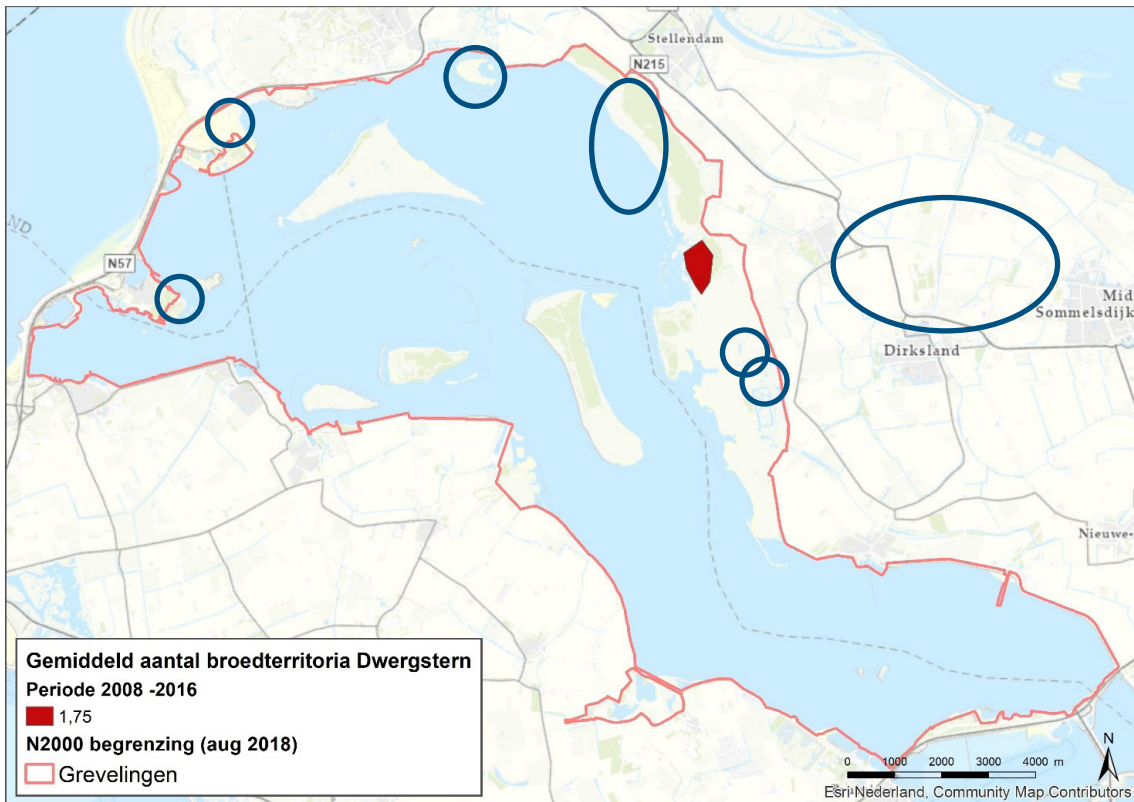 Stellendam
N215
ND
N57
Mid
Sommelsdijk
Dirksland
Nieuwe-
Gemiddeld aantal broedterritoria Dwergstern
Periode 2008 -2016
1,75
N2000 begrenzing (aug 2018)
Grevelingen
N
0 1000 2000 3000 4000 m
Esri Nederland, Community Map Contributors